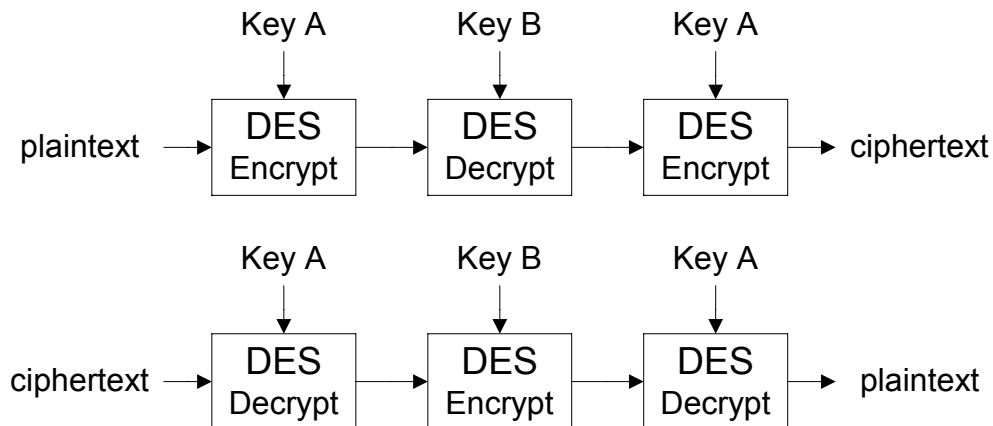 Key A Key B Key A
plaintext DES DES DES ciphertext
Encrypt Decrypt Encrypt
Key A Key B Key A
ciphertext DES DES DES plaintext
Decrypt Encrypt Decrypt